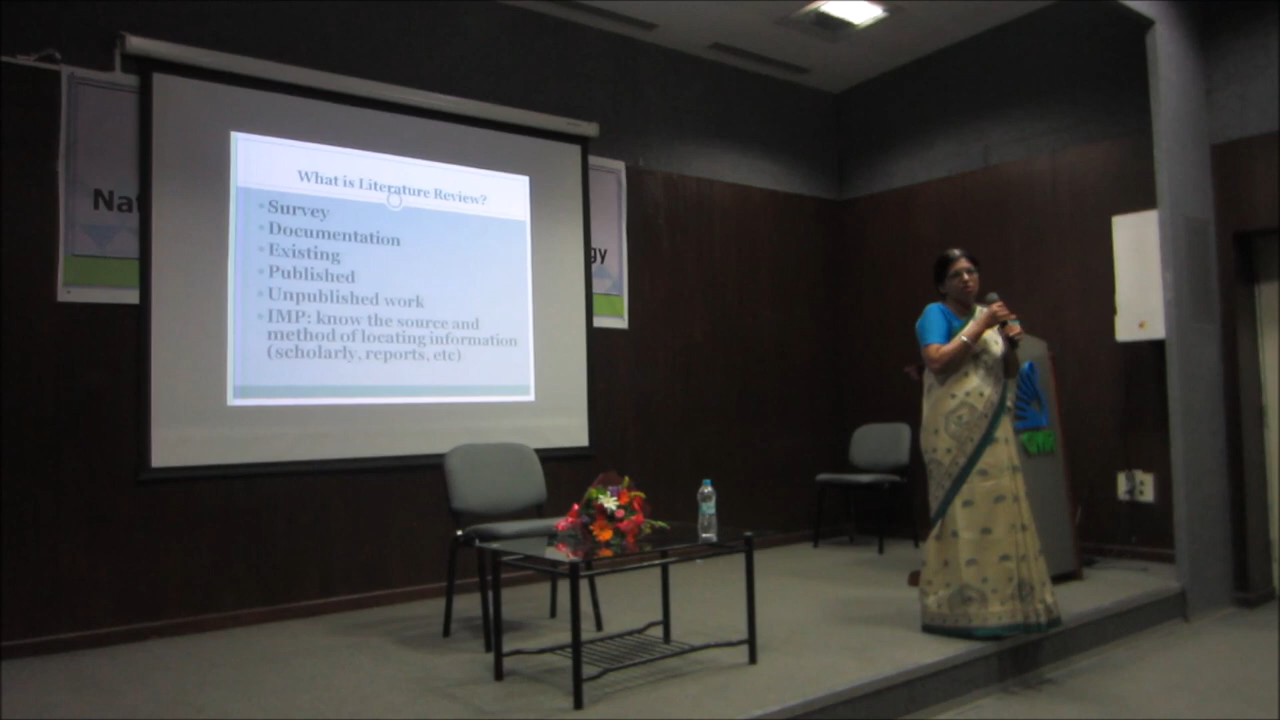 What is Literature Review?
Survey
Documentation
Existing
Published
Unpublished work
IMP: know the source and
method of locating information
(scholarly, reports, etc)
Nat
gy